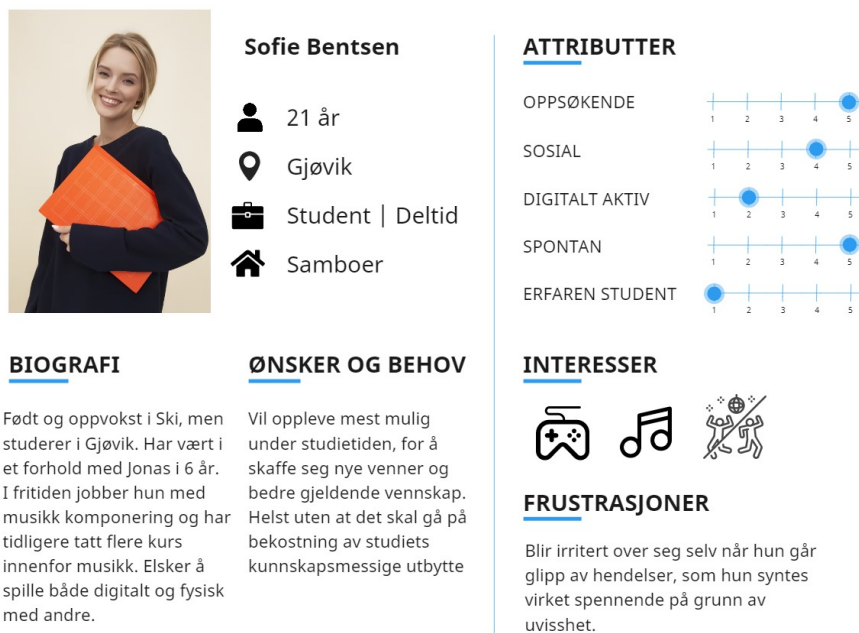 Sofie Bentsen
21 år
Gjøvik
Student | Deltid
Samboer
ATTRIBUTTER
OPPSØKENDE
1 2 3 4 5
SOSIAL
1 2 3 4 5
DIGITALT AKTIV
1 2 3 4 5
SPONTAN
1 2 3 4 5
ERFAREN STUDENT
1 2 3 4 5
BIOGRAFI
Født og oppvokst i Ski, men
studerer i Gjøvik. Har vært i
et forhold med Jonas i 6 år.
I fritiden jobber hun med
musikk komponering og har
tidligere tatt flere kurs
innenfor musikk. Elsker å
spille både digitalt og fysisk
med andre.
ØNSKER OG BEHOV
Vil oppleve mest mulig
under studietiden, for å
skaffe seg nye venner og
bedre gjeldende vennskap.
Helst uten at det skal gå på
bekostning av studiets
kunnskapsmessige utbytte
INTERESSER
FRUSTRASJONER
Blir irritert over seg selv når hun går
glipp av hendelser, som hun syntes
virket spennende på grunn av
uvisshet.